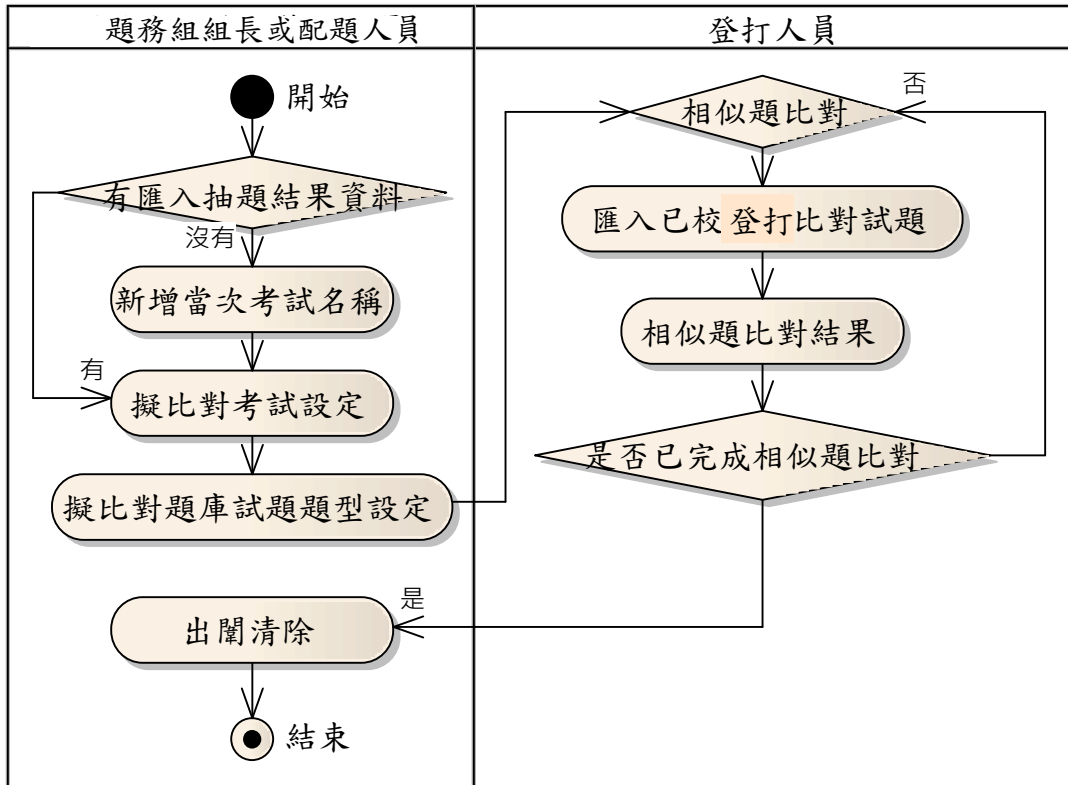 題務組組長或配題人員
登打人員
開始
有匯入抽題結果資料
沒有
新增當次考試名稱
有
擬比對考試設定
擬比對題庫試題題型設定
否
相似題比對
匯入已校登打比對試題
相似題比對結果
是否已完成相似題比對
是
出闈清除
結束